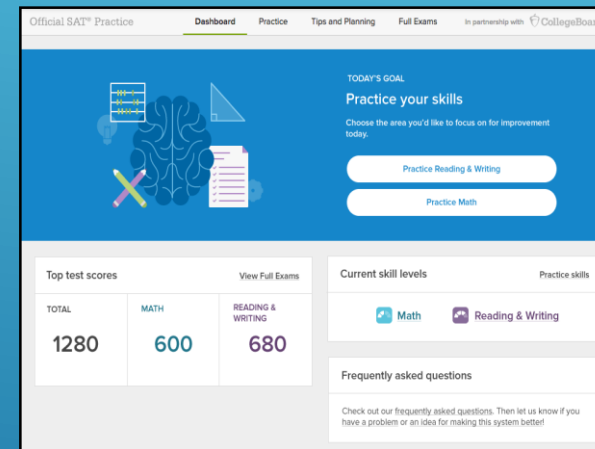 Official SAT® Practice
Dashboard
Practice
Tips and Planning
Full Exams
In partnership with
TODAY'S GOAL
Practice your skills
Choose the area you'd like to focus on for improvement
today.
Practice Reading & Writing
Practice Math
Top test scores
View Full Exams
TOTAL
1280
MATH
600
READING &
WRITING
680
Current skill levels
Practice skills
Math
Reading & Writing
Frequently asked questions
Check out our frequently asked questions. Then let us know if you
have a problem or an idea for making this system better!